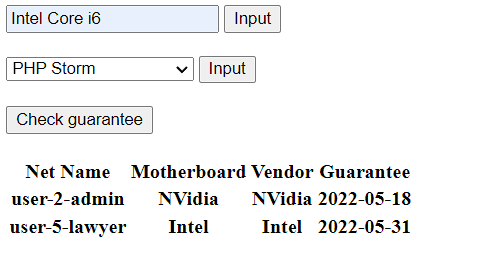 Intel Core i6 Input
PHP Storm Input
Check guarantee
Net Name Motherboard Vendor Guarantee
user-2-admin NVidia NVidia 2022-05-18
user-5-lawyer Intel Intel 2022-05-31